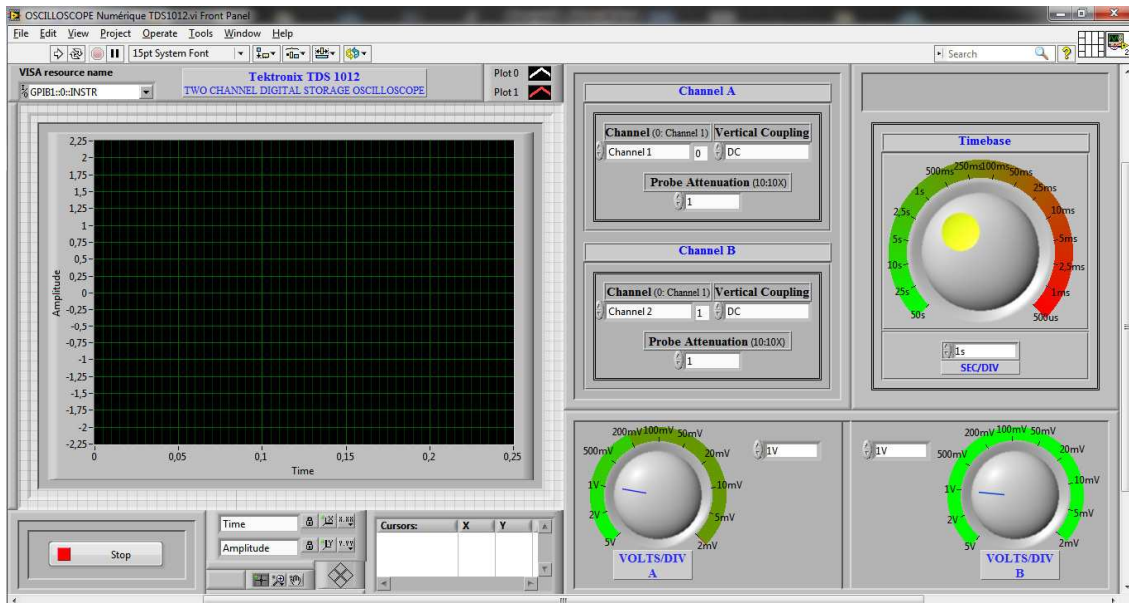 OSCILLOSCOPE Numérique TDS1012.vi Front Panel
File Edit View Project Operate Tools Window Help
15pt System Font
Search
2
VISA resource name
GPIB1::0::INSTR
Tektronix TDS 1012
TWO CHANNEL DIGITAL STORAGE OSCILLOSCOPE
Plot 0
Plot 1
Amplitude
2,25
2
1,75
1,5
1,25
1
0,75
0,5
0,25
0
-0,25
-0,5
-0,75
-1
-1,25
-1,5
-1,75
-2
-2,25
0 0,05 0,1 0,15 0,2 0,25
Time
Channel A
Channel (0: Channel 1) Vertical Coupling
Channel 1 0 DC
Probe Attenuation (10:10X)
1
Channel B
Channel (0: Channel 1) Vertical Coupling
Channel 2 1 DC
Probe Attenuation (10:10X)
1
Timebase
50s
25s
10s
5s
2,5s
1s
500ms
250ms
100ms
50ms
25ms
10ms
5ms
2,5ms
1ms
500us
1s
SEC/DIV
Stop
Time
Amplitude
Cursors: X Y
5V
2V
1V
500mV
200mV
100mV
50mV
20mV
10mV
5mV
2mV
1V
VOLTS/DIV
A
1V
5V
2V
1V
500mV
200mV
100mV
50mV
20mV
10mV
5mV
2mV
VOLTS/DIV
B